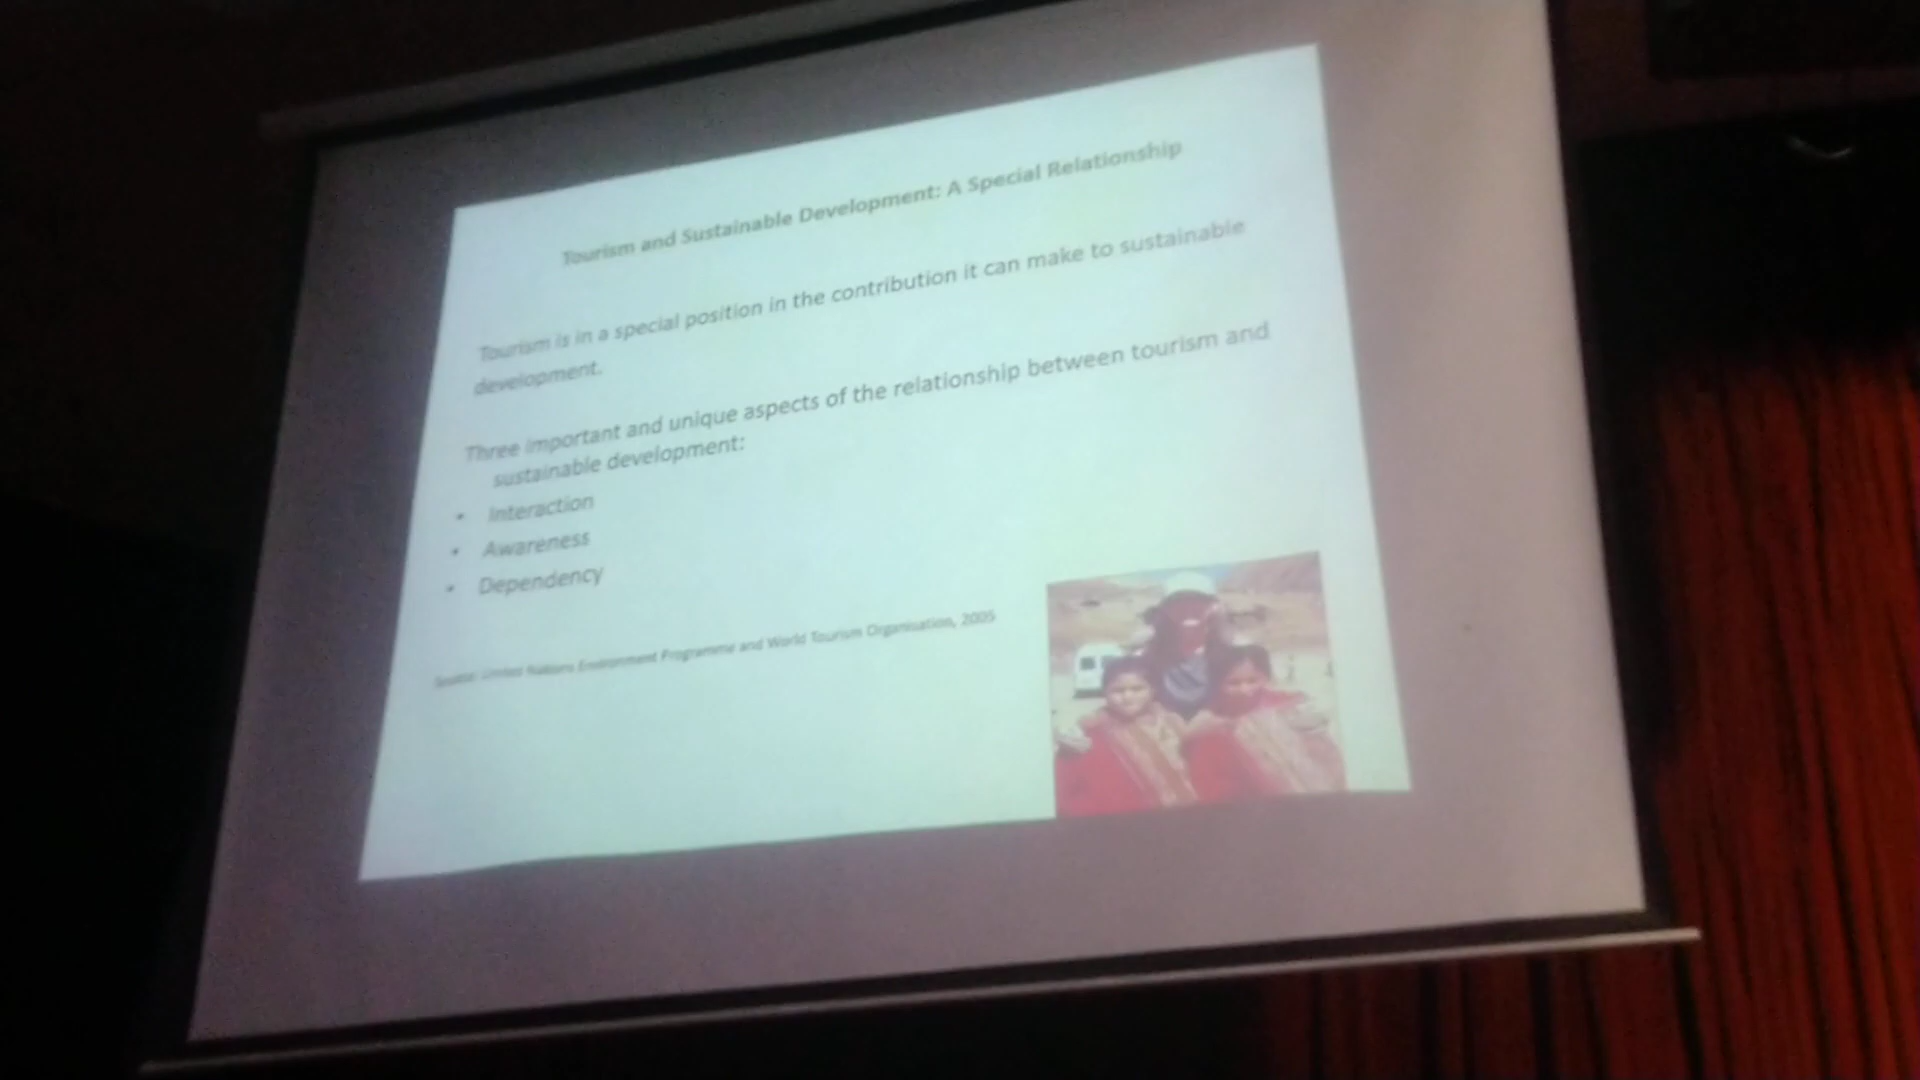 Tourism and Sustainable Development: A Special Relationship
Tourism is in a special position in the contribution it can make to sustainable
development.
Three important and unique aspects of the relationship between tourism and
sustainable development:
• Interaction
• Awareness
• Dependency
Source: United Nations Environment Programme and World Tourism Organisation, 2005